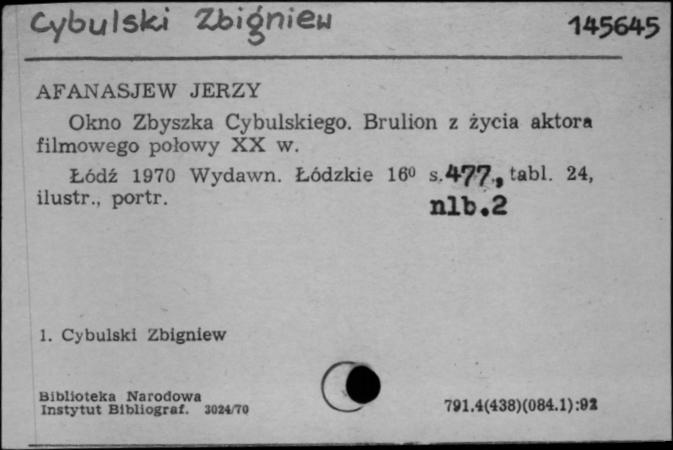 Cybulski Zbigniew 145645
AFANASJEW JERZY
Okno Zbyszka Cybulskiego. Brulion z życia aktora
filmowego połowy XX w.
Łódź 1970 Wydawn. Łódzkie 16⁰ s. 477, tabl. 24,
ilustr., portr. nlb.2
1. Cybulski Zbigniew
Biblioteka Narodowa
Instytut Bibliograf. 3024/70 791.4(438)(084.1):92